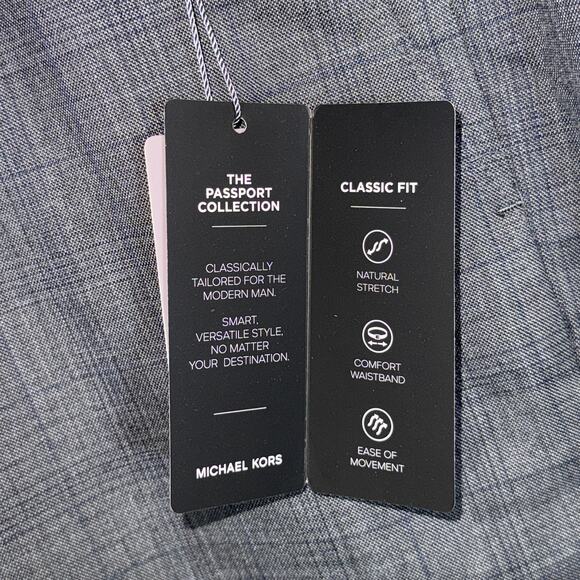 THE
PASSPORT
COLLECTION
CLASSICALLY
TAILORED FOR THE
MODERN MAN.
SMART,
VERSATILE STYLE,
NO MATTER
YOUR DESTINATION.
MICHAEL KORS
CLASSIC FIT
NATURAL
STRETCH
COMFORT
WAISTBAND
EASE OF
MOVEMENT